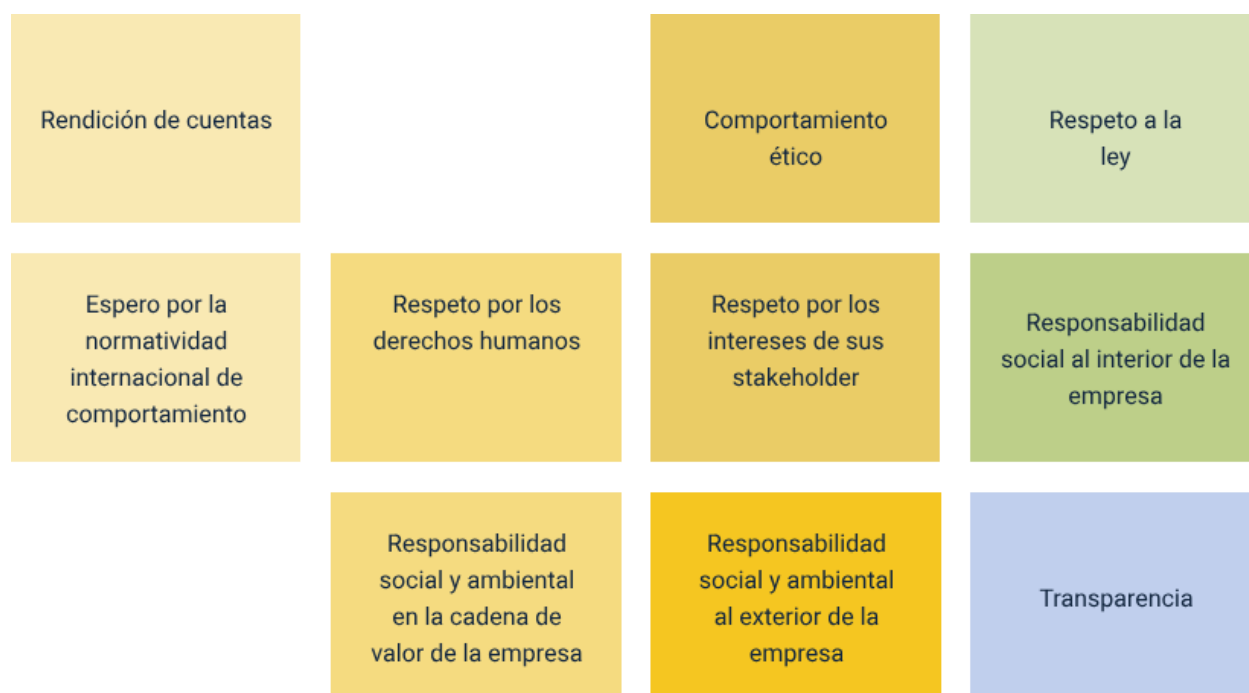 Rendición de cuentas
Comportamiento
ético
Respeto a la
ley
Espero por la
normatividad
internacional de
comportamiento
Respeto por los
derechos humanos
Respeto por los
intereses de sus
stakeholder
Responsabilidad
social al interior de la
empresa
Responsabilidad
social y ambiental
en la cadena de
valor de la empresa
Responsabilidad
social y ambiental
al exterior de la
empresa
Transparencia